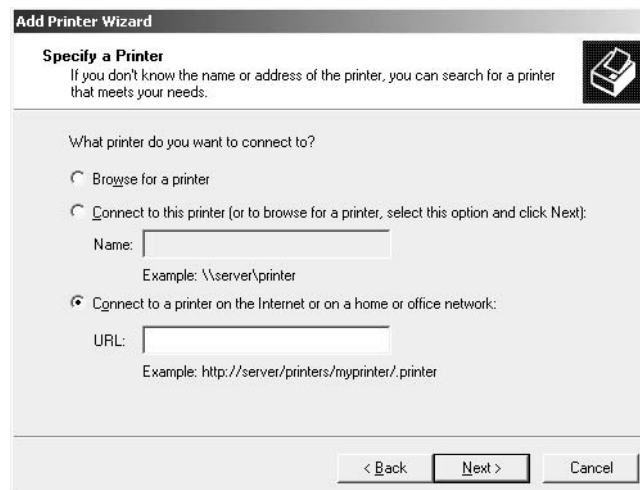 Add Printer Wizard
Specify a Printer
If you don't know the name or address of the printer, you can search for a printer
that meets your needs.
What printer do you want to connect to?
Browse for a printer
Connect to this printer (or to browse for a printer, select this option and click Next):
Name:
Example: \\server\printer
Connect to a printer on the Internet or on a home or office network:
URL:
Example: http://server/printers/myprinter/.printer
< Back Next > Cancel